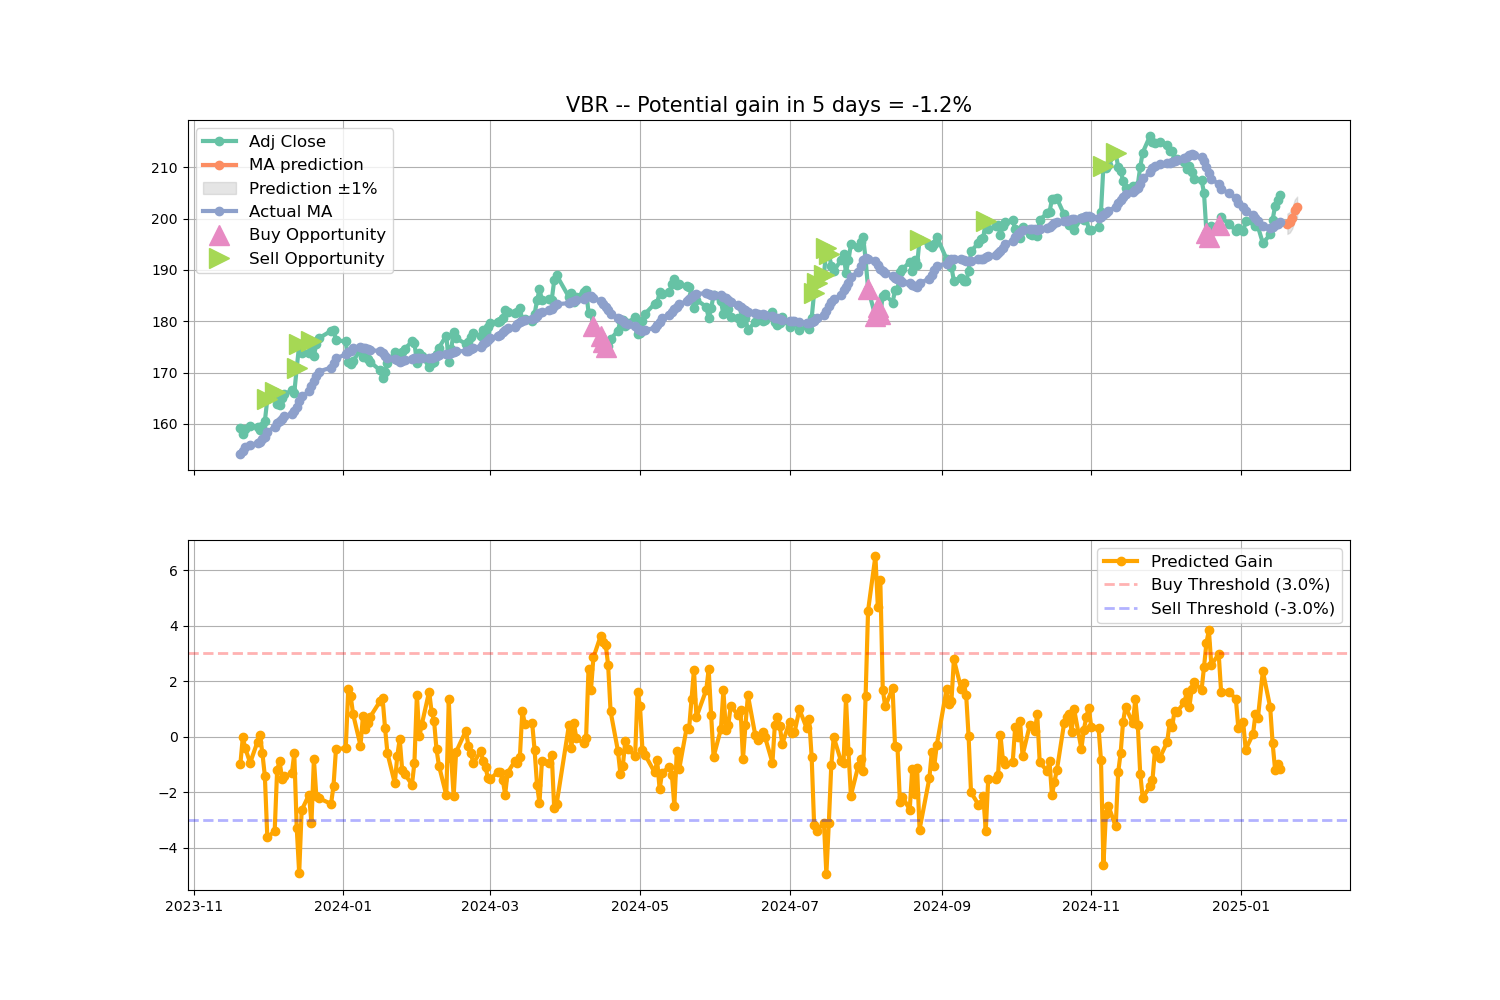 VBR -- Potential gain in 5 days = -1.2%
Adj Close
MA prediction
Prediction ±1%
Actual MA
Buy Opportunity
Sell Opportunity
210
200
190
180
170
160
Predicted Gain
Buy Threshold (3.0%)
Sell Threshold (-3.0%)
6
4
2
0
−2
−4
2023-11 2024-01 2024-03 2024-05 2024-07 2024-09 2024-11 2025-01